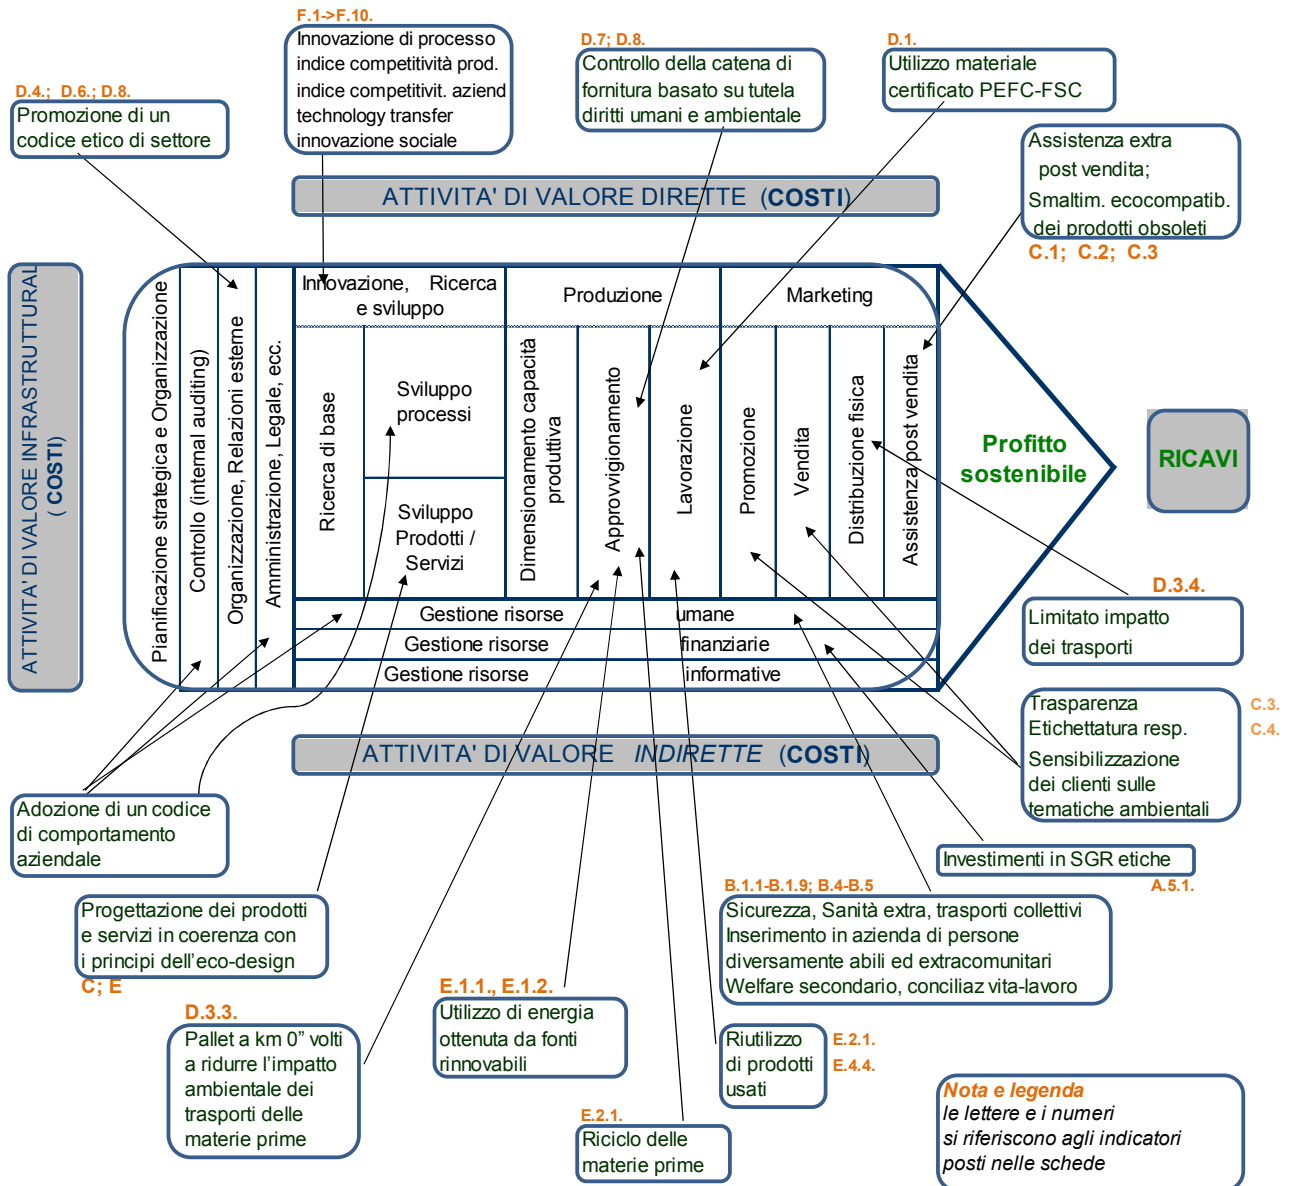 F.1->F.10.
Innovazione di processo
indice competitività prod.
indice competitivit. aziend
technology transfer
innovazione sociale
D.7; D.8.
Controllo della catena di
fornitura basato su tutela
diritti umani e ambientale
D.1.
Utilizzo materiale
certificato PEFC-FSC
D.4.; D.6.; D.8.
Promozione di un
codice etico di settore
Assistenza extra
post vendita;
Smaltim. ecocompatib.
dei prodotti obsoleti
C.1; C.2; C.3
ATTIVITA' DI VALORE DIRETTE (COSTI)
ATTIVITA' DI VALORE INFRASTRUTTURAL
( COSTI)
Pianificazione strategica e Organizzazione
Controllo (internal auditing)
Organizzazione, Relazioni esterne
Amministrazione, Legale, ecc.
Innovazione, Ricerca
e sviluppo
Produzione
Marketing
Ricerca di base
Sviluppo
processi
Sviluppo
Prodotti /
Servizi
Dimensionamento capacità
produttiva
Approvvigionamento
Lavorazione
Promozione
Vendita
Distribuzione fisica
Assistenza post vendita
Profitto
sostenibile
RICAVI
Gestione risorse umane
Gestione risorse finanziarie
Gestione risorse informative
D.3.4.
Limitato impatto
dei trasporti
Trasparenza
Etichettatura resp.
Sensibilizzazione
dei clienti sulle
tematiche ambientali
C.3.
C.4.
ATTIVITA' DI VALORE INDIRETTE (COSTI)
Adozione di un codice
di comportamento
aziendale
Investimenti in SGR etiche
A.5.1.
B.1.1-B.1.9; B.4-B.5
Sicurezza, Sanità extra, trasporti collettivi
Inserimento in azienda di persone
diversamente abili ed extracomunitari
Welfare secondario, conciliaz vita-lavoro
Progettazione dei prodotti
e servizi in coerenza con
i principi dell'eco-design
C; E
D.3.3.
Pallet a km 0" volti
a ridurre l'impatto
ambientale dei
trasporti delle
materie prime
E.1.1., E.1.2.
Utilizzo di energia
ottenuta da fonti
rinnovabili
Riutilizzo
di prodotti
usati
E.2.1.
E.4.4.
E.2.1.
Riciclo delle
materie prime
Nota e legenda
le lettere e i numeri
si riferiscono agli indicatori
posti nelle schede